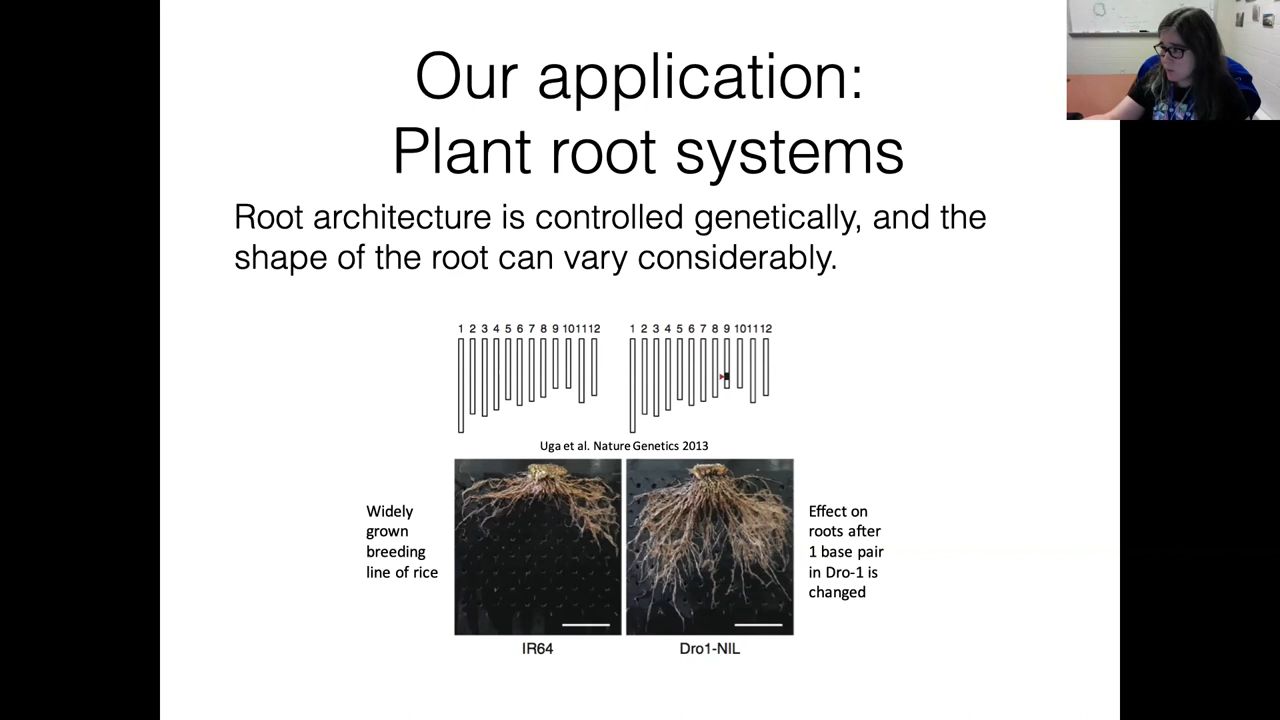 Our application:
Plant root systems
Root architecture is controlled genetically, and the
shape of the root can vary considerably.
1 2 3 4 5 6 7 8 9 10 11 12
1 2 3 4 5 6 7 8 9 10 11 12
Uga et al. Nature Genetics 2013
Widely
grown
breeding
line of rice
Effect on
roots after
1 base pair
in Dro-1 is
changed
IR64
Dro1-NIL